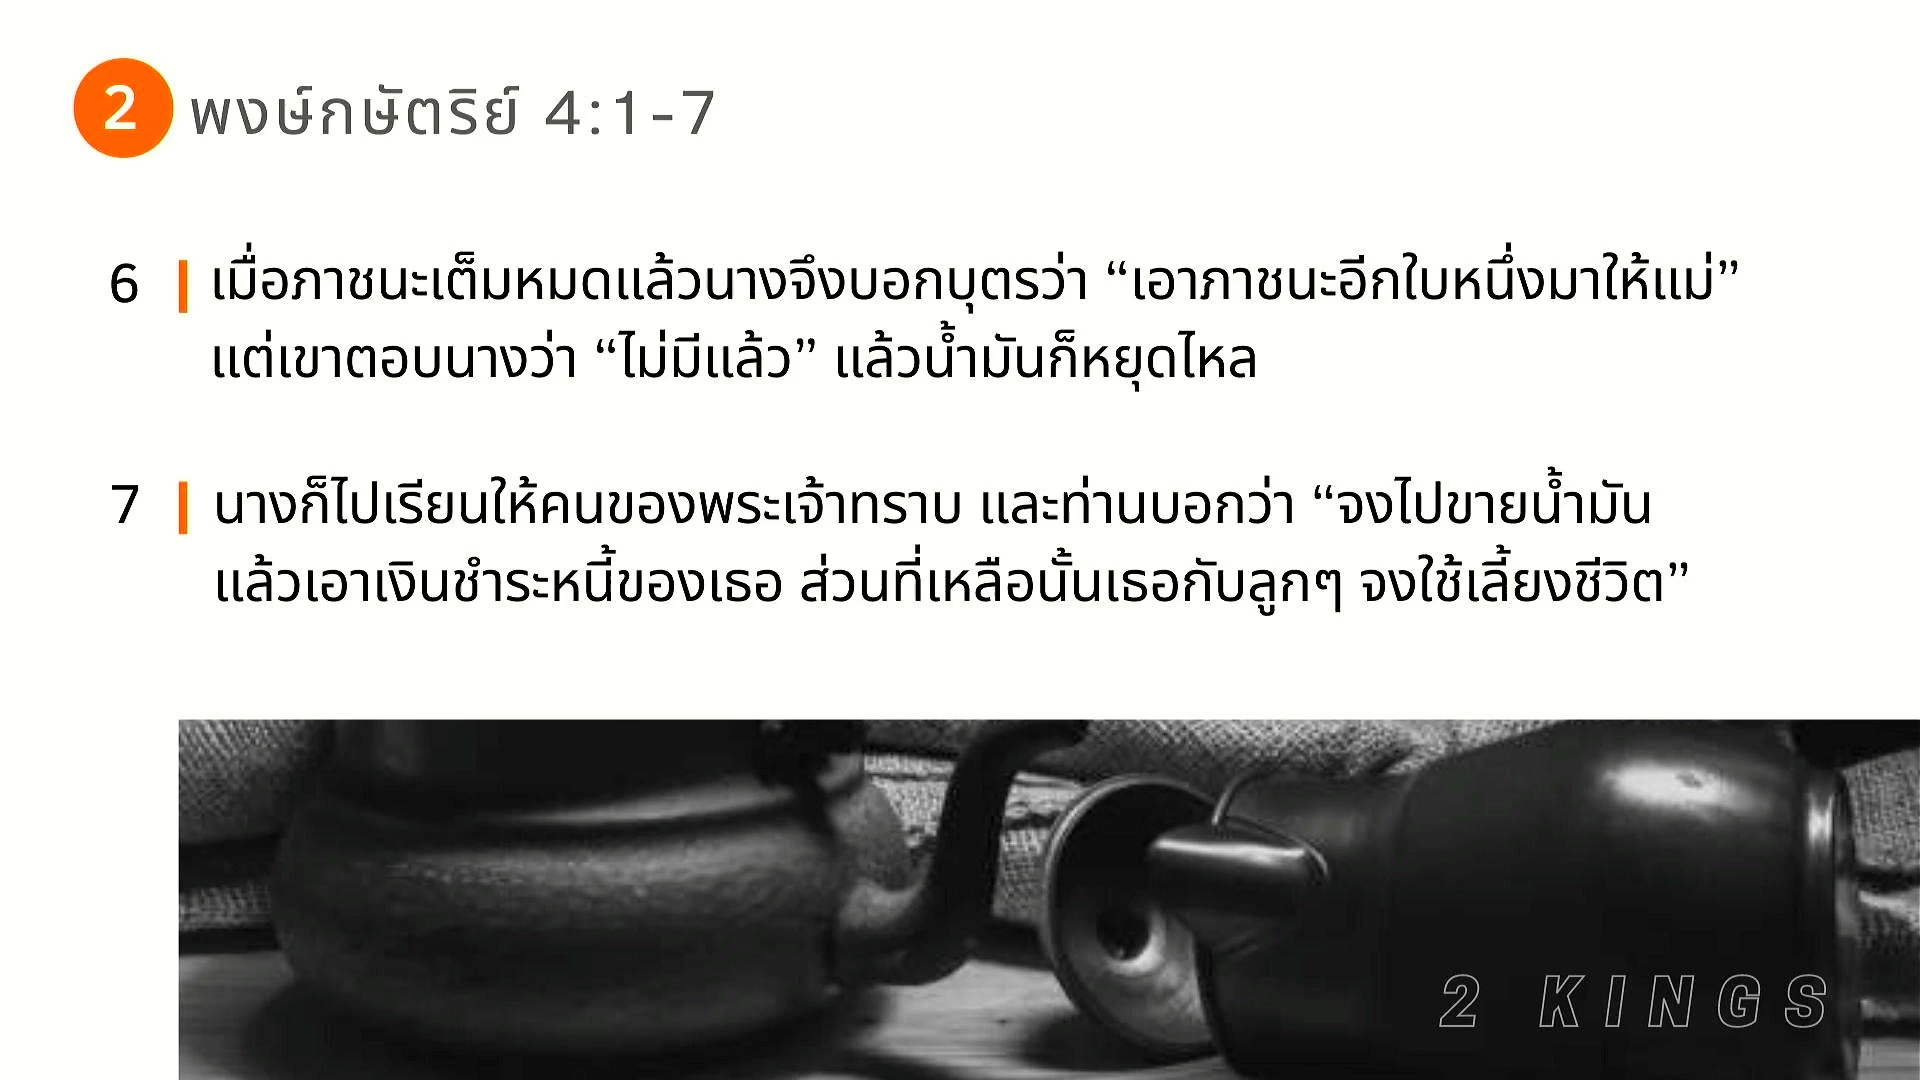 2 พงษ์กษัตริย์ 4:1-7
6 เมื่อภาชนะเต็มหมดแล้วนางจึงบอกบุตรว่า “เอาภาชนะอีกใบหนึ่งมาให้แม่”
แต่เขาตอบนางว่า “ไม่มีแล้ว” แล้วน้ำมันก็หยุดไหล
7 นางก็ไปเรียนให้คนของพระเจ้าทราบ และท่านบอกว่า “จงไปขายน้ำมัน
แล้วเอาเงินชำระหนี้ของเธอ ส่วนที่เหลือนั้นเธอกับลูกๆ จงใช้เลี้ยงชีวิต”
2 KINGS